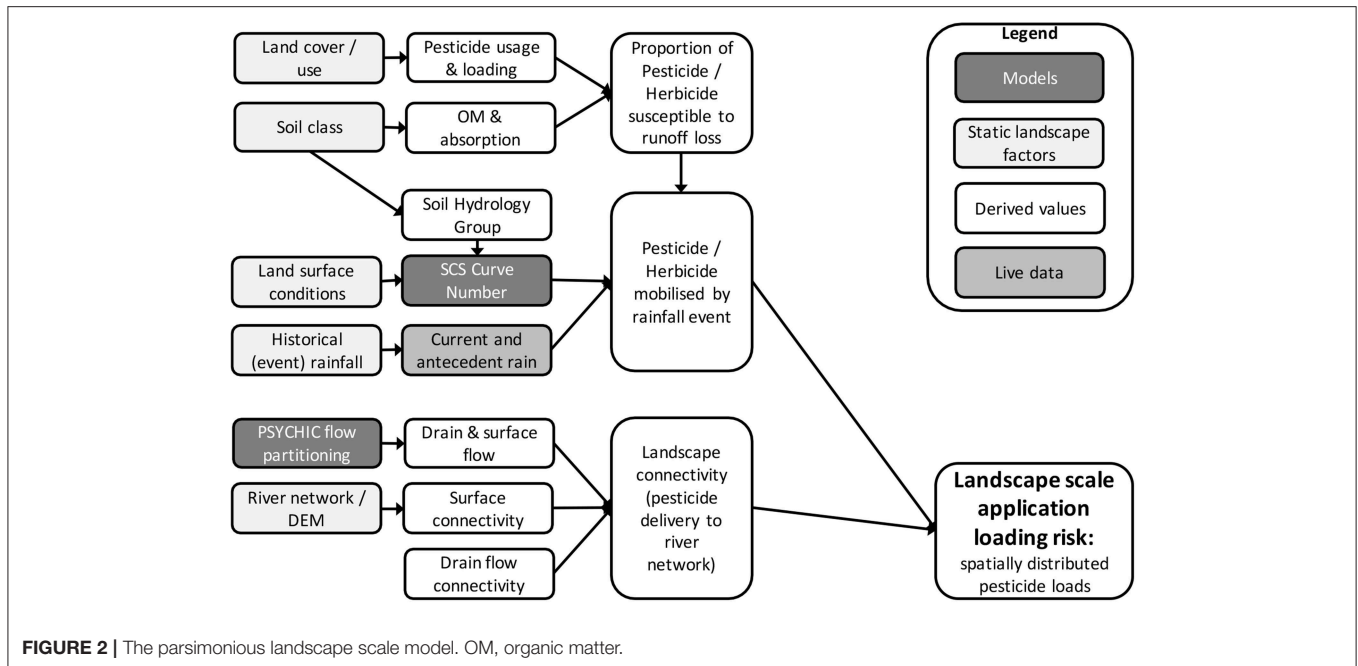 Land cover /
use
Pesticide usage
& loading
Proportion of
Pesticide /
Herbicide
susceptible to
runoff loss
Soil class
OM &
absorption
Soil Hydrology
Group
Land surface
conditions
SCS Curve
Number
Pesticide /
Herbicide
mobilised by
rainfall event
Historical
(event) rainfall
Current and
antecedent rain
PSYCHIC flow
partitioning
Drain & surface
flow
River network /
DEM
Surface
connectivity
Drain flow
connectivity
Landscape
connectivity
(pesticide
delivery to
river
network)
Landscape scale
application
loading risk:
spatially distributed
pesticide loads
Legend
Models
Static landscape
factors
Derived values
Live data
FIGURE 2 | The parsimonious landscape scale model. OM, organic matter.